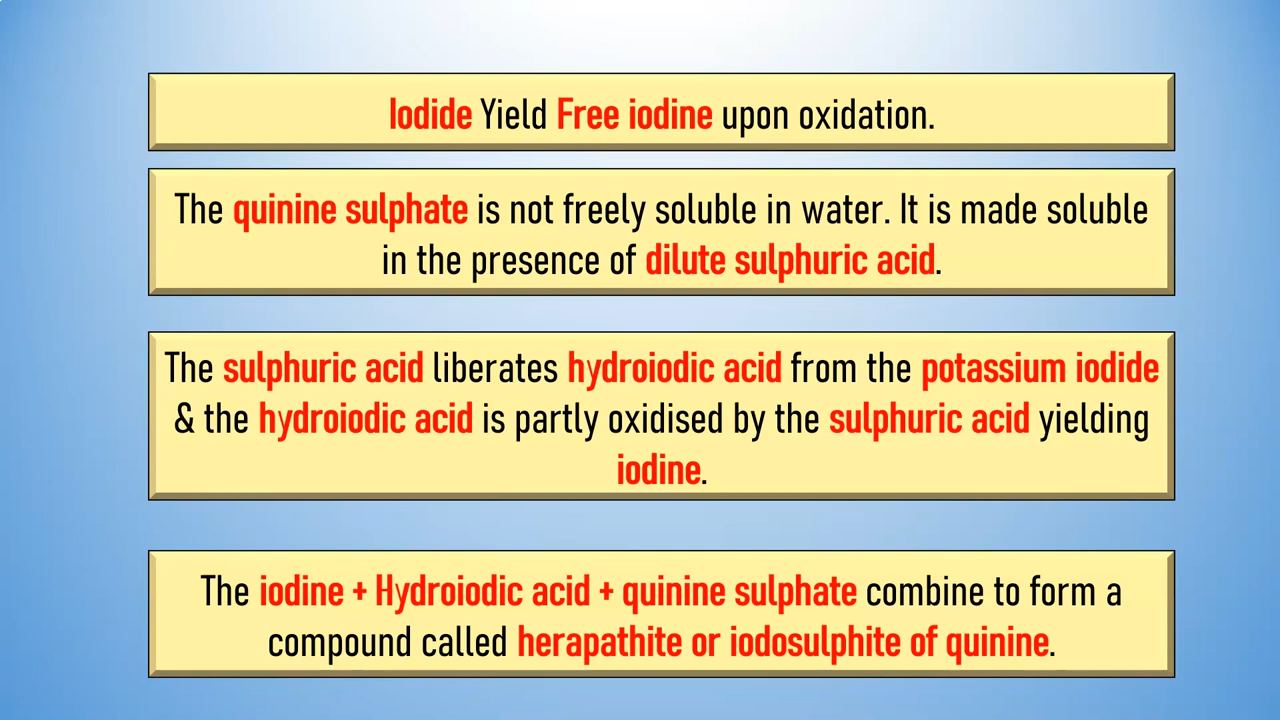 Iodide Yield Free iodine upon oxidation.
The quinine sulphate is not freely soluble in water. It is made soluble
in the presence of dilute sulphuric acid.
The sulphuric acid liberates hydroiodic acid from the potassium iodide
& the hydroiodic acid is partly oxidised by the sulphuric acid yielding
iodine.
The iodine + Hydroiodic acid + quinine sulphate combine to form a
compound called herapathite or iodosulphite of quinine.